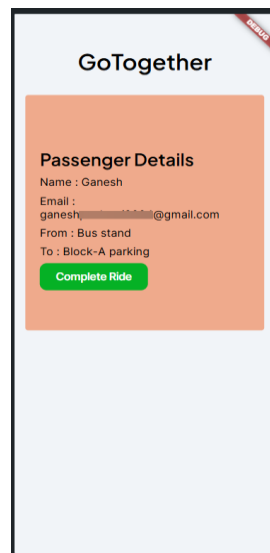 DEBUG
GoTogether
Passenger Details
Name : Ganesh
Email :
ganesh @gmail.com
From : Bus stand
To : Block-A parking
Complete Ride